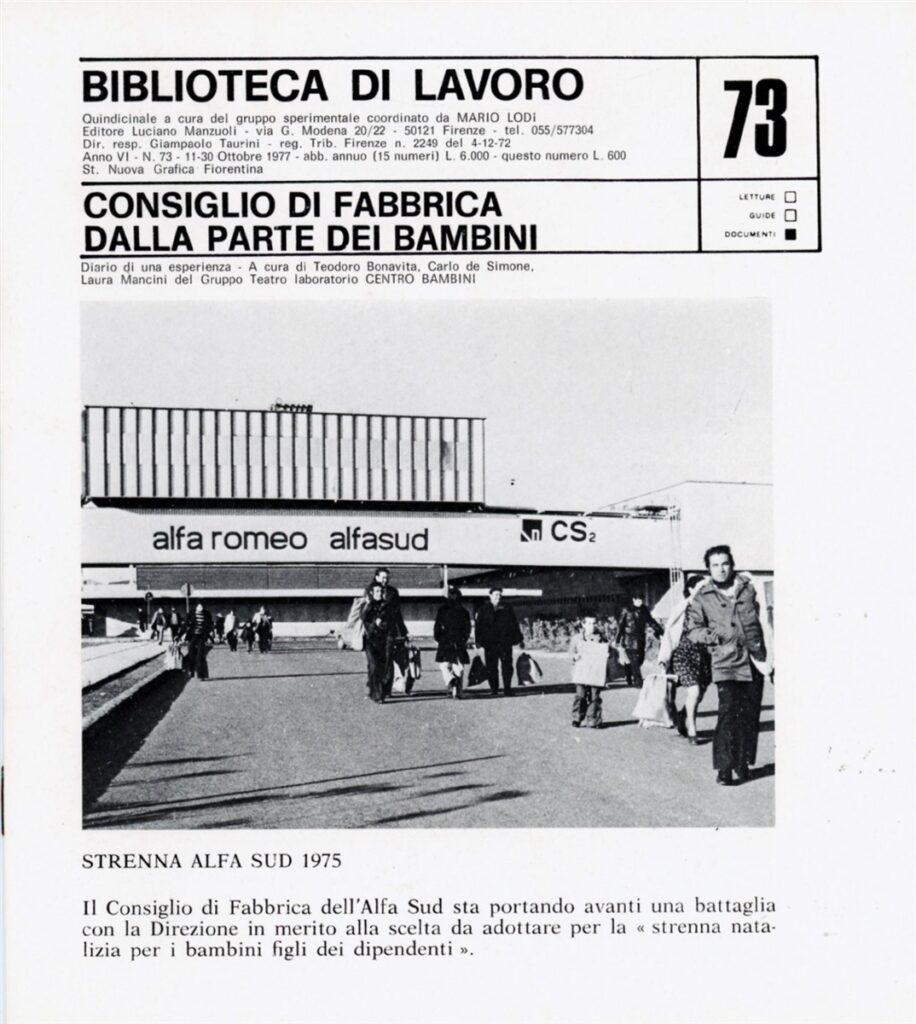 BIBLIOTECA DI LAVORO
Quindicinale a cura del gruppo sperimentale coordinato da MARIO LODI
Editore Luciano Manzuoli - via G. Modena 20/22 - 50121 Firenze - tel. 055/577304
Dir. resp. Giampaolo Taurini - reg. Trib. Firenze n. 2249 del 4-12-72
Anno VI - N. 73 - 11-30 Ottobre 1977 - abb. annuo (15 numeri) L. 6.000 - questo numero L. 600
St. Nuova Grafica Fiorentina
73
CONSIGLIO DI FABBRICA
DALLA PARTE DEI BAMBINI
LETTURE
GUIDE
DOCUMENTI
Diario di una esperienza - A cura di Teodoro Bonavita, Carlo de Simone,
Laura Mancini del Gruppo Teatro laboratorio CENTRO BAMBINI
alfa romeo alfasud CS₂
STRENNA ALFA SUD 1975
Il Consiglio di Fabbrica dell'Alfa Sud sta portando avanti una battaglia
con la Direzione in merito alla scelta da adottare per la « strenna nata-
lizia per i bambini figli dei dipendenti ».